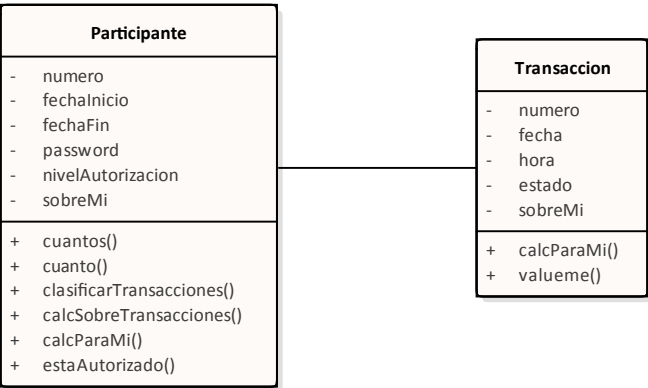 Participante
- numero
- fechaInicio
- fechaFin
- password
- nivelAutorizacion
- sobreMi
+ cuantos()
+ cuanto()
+ clasificarTransacciones()
+ calcSobreTransacciones()
+ calcParaMi()
+ estaAutorizado()
Transaccion
- numero
- fecha
- hora
- estado
- sobreMi
+ calcParaMi()
+ valueme()